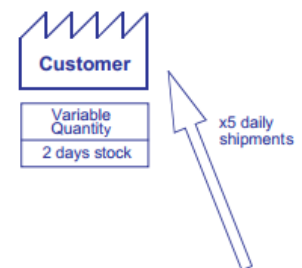 Customer
Variable
Quantity
2 days stock
x5 daily
shipments